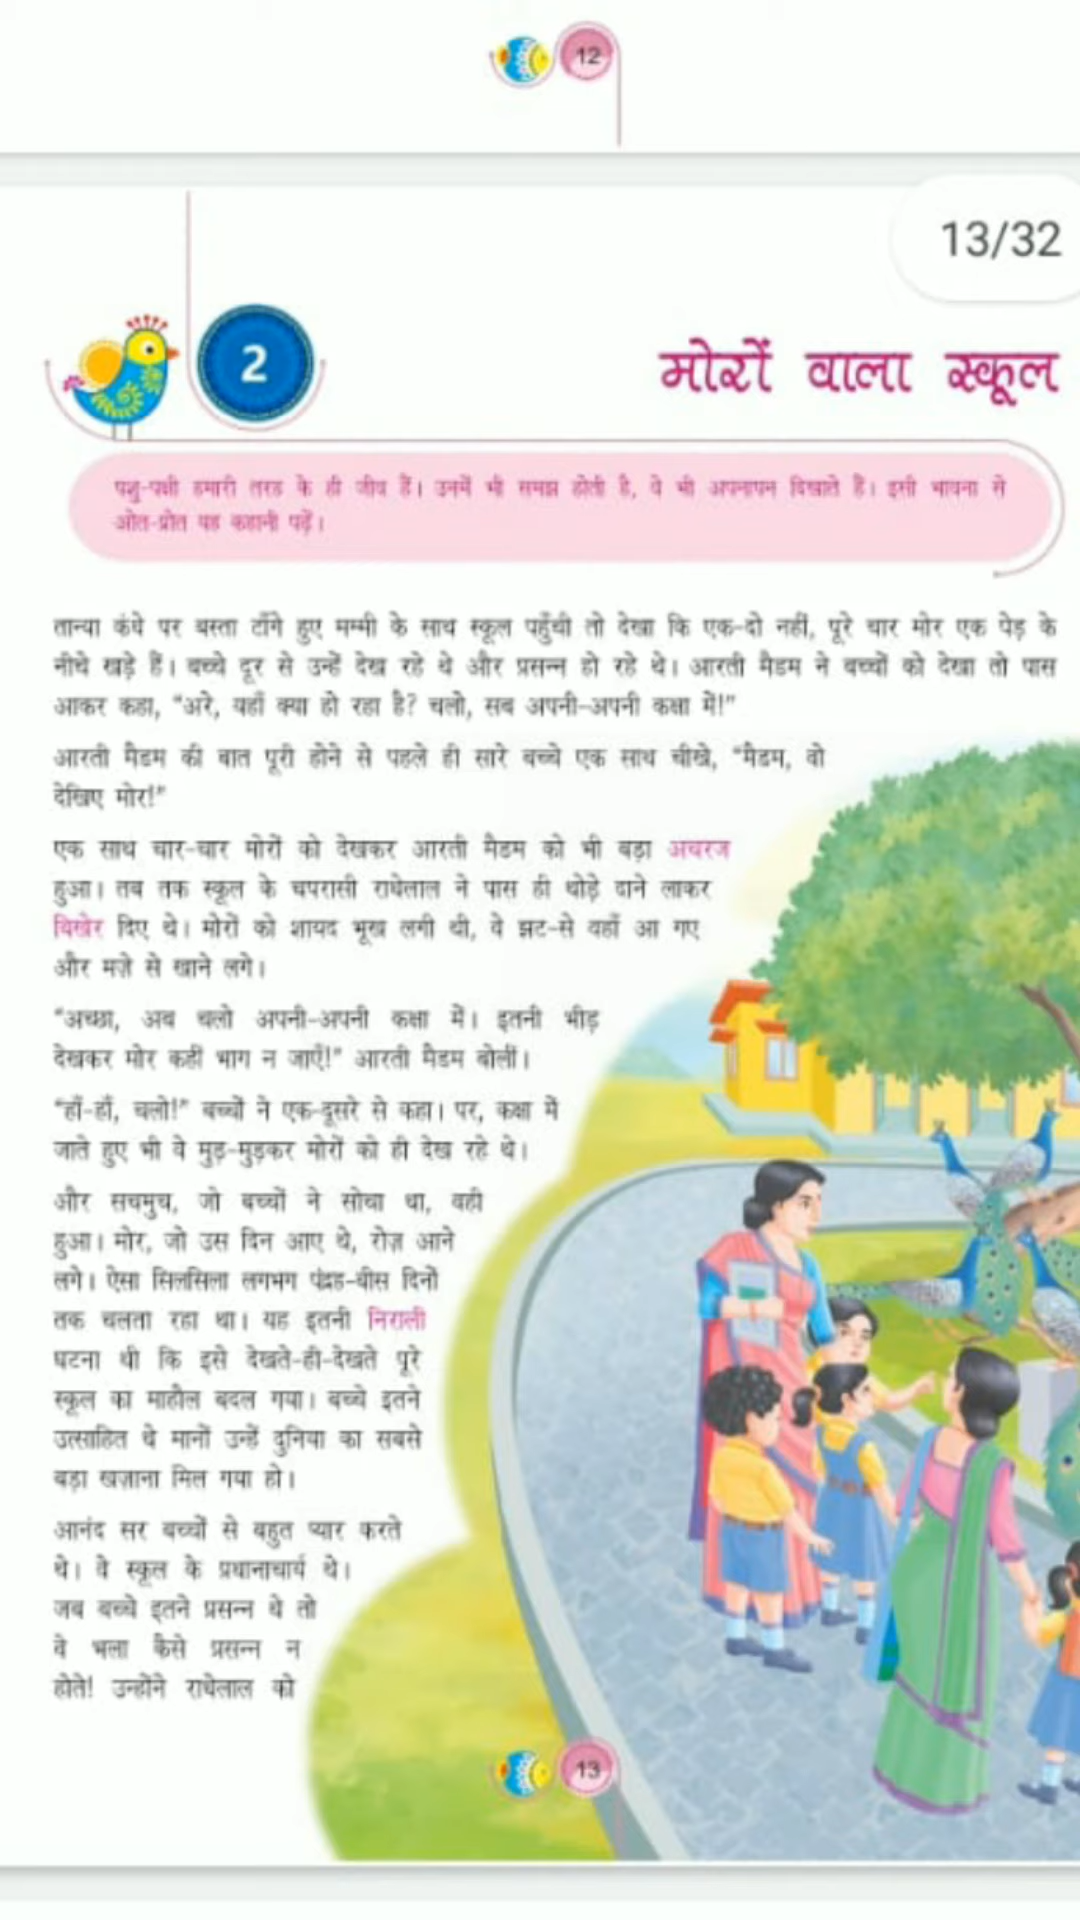 12
13/32
2
मोरों वाला स्कूल
पशु-पक्षी हमारी तरह के ही जीव हैं। उनमें भी समझ होती है, वे भी अपनापन दिखाते हैं। इसी भावना से
ओत-प्रोत यह कहानी पढ़ें।
तान्या कंधे पर बस्ता टाँगे हुए मम्मी के साथ स्कूल पहुँची तो देखा कि एक-दो नहीं, पूरे चार मोर एक पेड़ के
नीचे खड़े हैं। बच्चे दूर से उन्हें देख रहे थे और प्रसन्न हो रहे थे। आरती मैडम ने बच्चों को देखा तो पास
आकर कहा, “अरे, यहाँ क्या हो रहा है? चलो, सब अपनी-अपनी कक्षा में!”
आरती मैडम की बात पूरी होने से पहले ही सारे बच्चे एक साथ चीखे, “मैडम, वो
देखिए मोर!”
एक साथ चार-चार मोरों को देखकर आरती मैडम को भी बड़ा अचरज
हुआ। तब तक स्कूल के चपरासी राधेलाल ने पास ही थोड़े दाने लाकर
बिखेर दिए थे। मोरों को शायद भूख लगी थी, वे झट-से वहाँ आ गए
और मज़े से खाने लगे।
“अच्छा, अब चलो अपनी-अपनी कक्षा में। इतनी भीड़
देखकर मोर कहीं भाग न जाएँ!” आरती मैडम बोलीं।
“हाँ-हाँ, चलो!” बच्चों ने एक-दूसरे से कहा। पर, कक्षा में
जाते हुए भी वे मुड़-मुड़कर मोरों को ही देख रहे थे।
और सचमुच, जो बच्चों ने सोचा था, वही
हुआ। मोर, जो उस दिन आए थे, रोज़ आने
लगे। ऐसा सिलसिला लगभग पंद्रह-बीस दिनों
तक चलता रहा था। यह इतनी निराली
घटना थी कि इसे देखते-ही-देखते पूरे
स्कूल का माहौल बदल गया। बच्चे इतने
उत्साहित थे मानों उन्हें दुनिया का सबसे
बड़ा खज़ाना मिल गया हो।
आनंद सर बच्चों से बहुत प्यार करते
थे। वे स्कूल के प्रधानाचार्य थे।
जब बच्चे इतने प्रसन्न थे तो
वे भला कैसे प्रसन्न न
होते! उन्होंने राधेलाल को
13